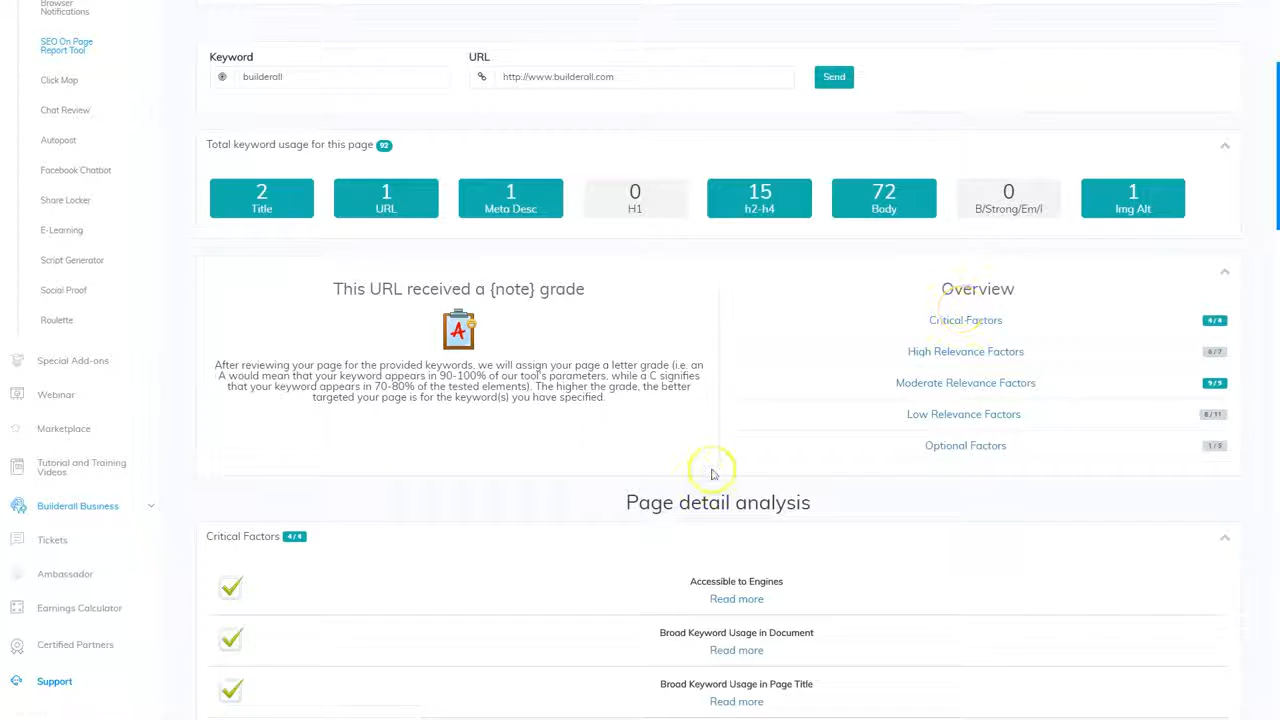 Browser
Notifications
SEO On Page
Report Tool
Click Map
Chat Review
Autopost
Facebook Chatbot
Share Locker
E-Learning
Script Generator
Social Proof
Roulette
Special Add-ons
Webinar
Marketplace
Tutorial and Training
Videos
Builderall Business
Tickets
Ambassador
Earnings Calculator
Certified Partners
Support
Keyword
URL
builderall
http://www.builderall.com
Send
Total keyword usage for this page 92
2
Title
1
URL
1
Meta Desc
0
H1
15
h2-h4
72
Body
0
B/Strong/Em/I
1
Img Alt
This URL received a {note} grade
A
After reviewing your page for the provided keywords, we will assign your page a letter grade (i.e. an
A would mean that your keyword appears in 90-100% of our tool's parameters, while a C signifies
that your keyword appears in 70-80% of the tested elements). The higher the grade, the better
targeted your page is for the keyword(s) you have specified.
Overview
Critical Factors 4 / 4
High Relevance Factors 6 / 7
Moderate Relevance Factors 9 / 9
Low Relevance Factors 8 / 11
Optional Factors 1 / 5
Page detail analysis
Critical Factors 4 / 4
Accessible to Engines
Read more
Broad Keyword Usage in Document
Read more
Broad Keyword Usage in Page Title
Read more